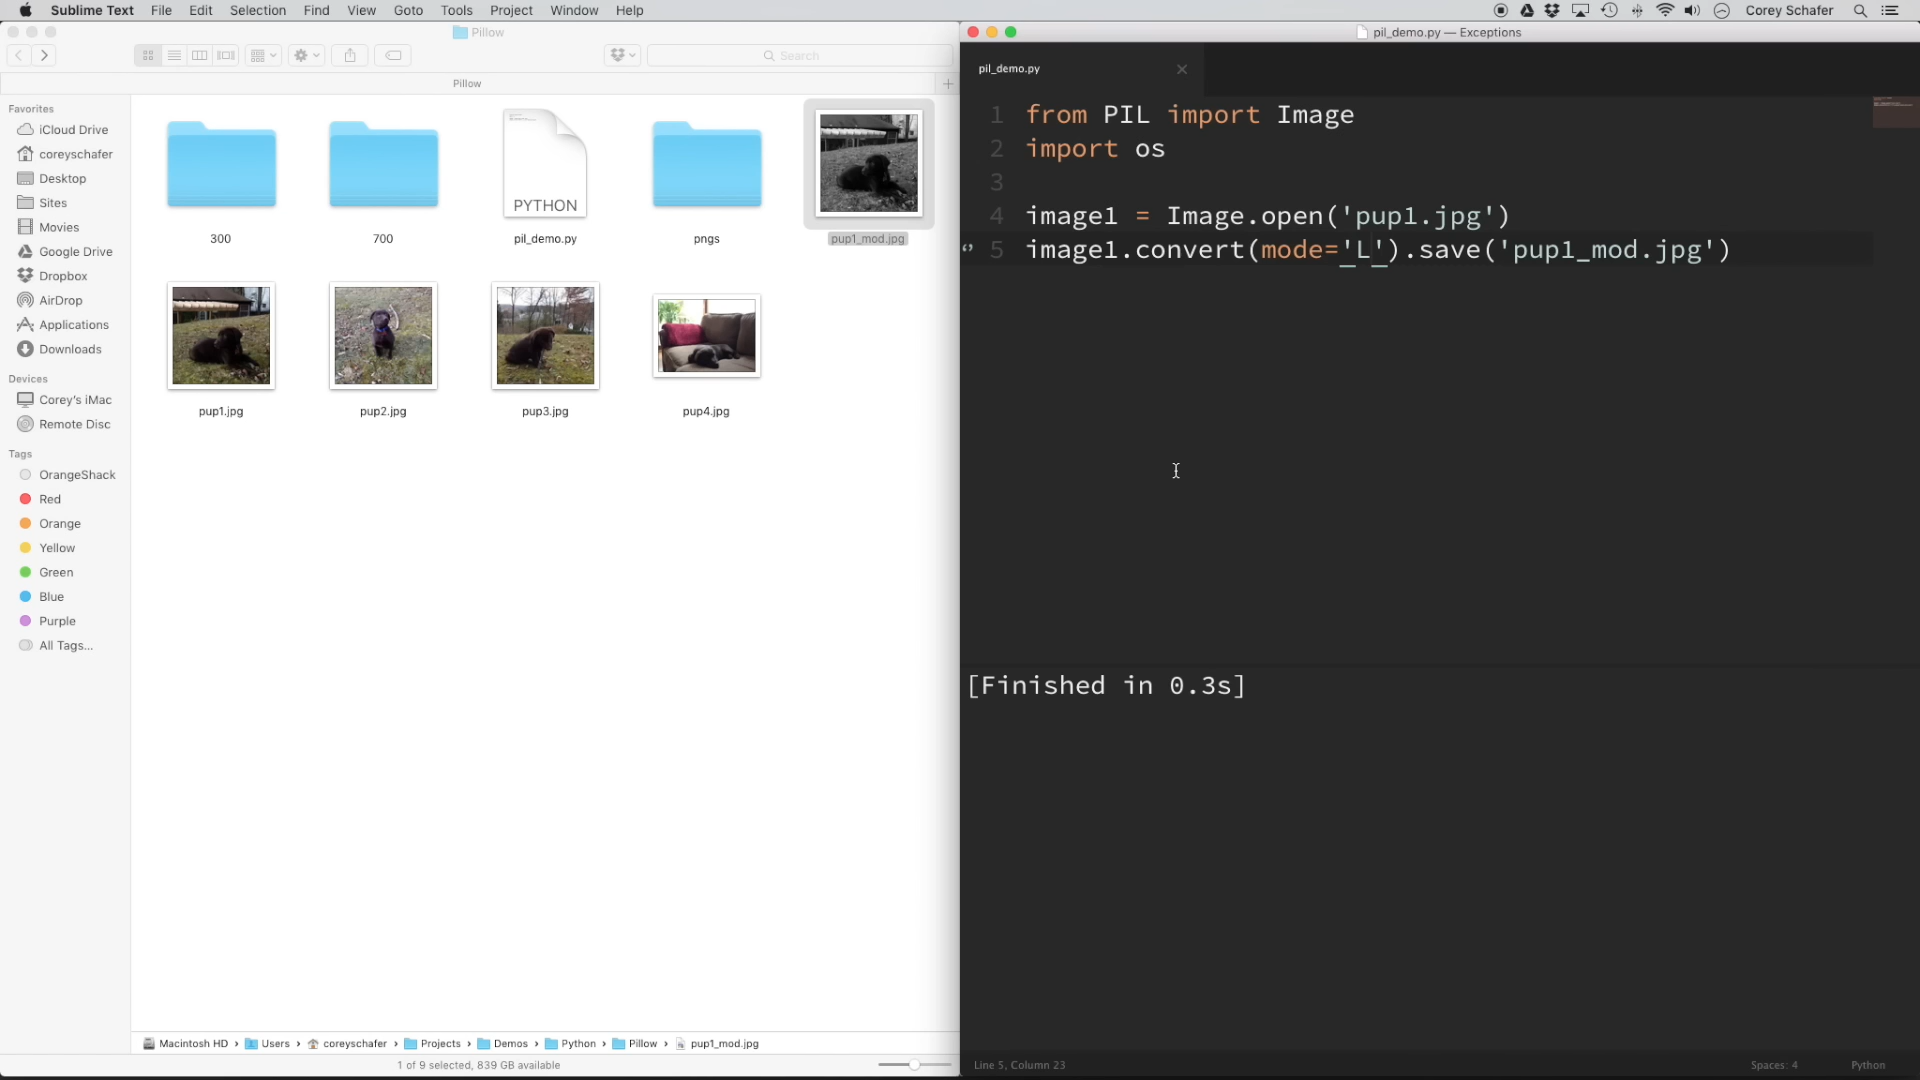 Sublime Text File Edit Selection Find View Goto Tools Project Window Help Corey Schafer
Pillow
Search
Pillow
Favorites
iCloud Drive
coreyschafer
Desktop
Sites
Movies
Google Drive
Dropbox
AirDrop
Applications
Downloads
Devices
Corey's iMac
Remote Disc
Tags
OrangeShack
Red
Orange
Yellow
Green
Blue
Purple
All Tags...
PYTHON
300 700 pil_demo.py pngs pup1_mod.jpg
pup1.jpg pup2.jpg pup3.jpg pup4.jpg
Macintosh HD › Users › coreyschafer › Projects › Demos › Python › Pillow › pup1_mod.jpg
1 of 9 selected, 839 GB available
pil_demo.py — Exceptions
pil_demo.py
1 from PIL import Image
2 import os
3
4 image1 = Image.open('pup1.jpg')
5 image1.convert(mode='L').save('pup1_mod.jpg')
[Finished in 0.3s]
Line 5, Column 23 Spaces: 4 Python